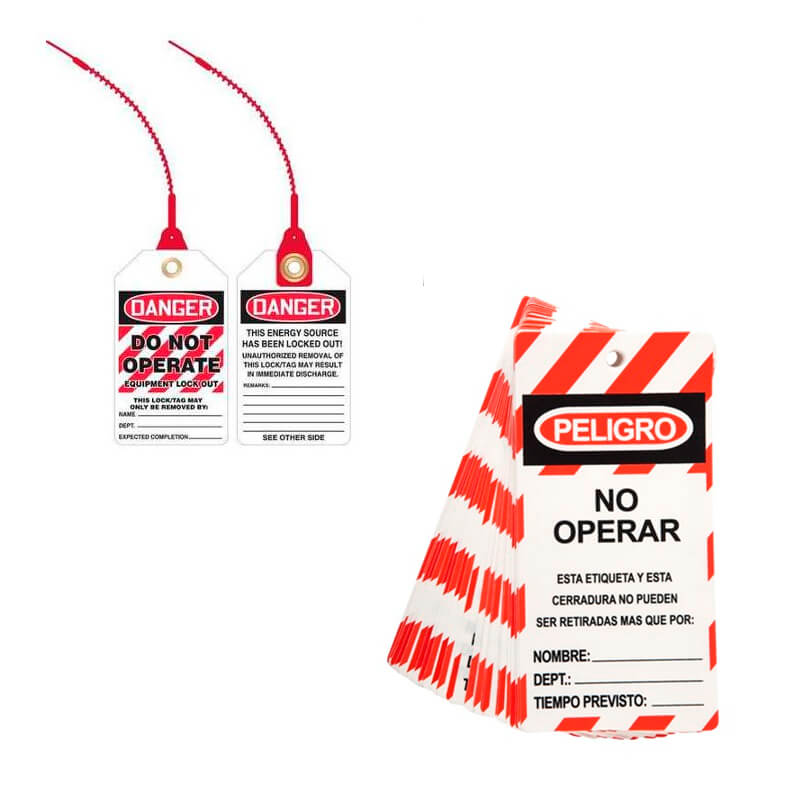 DANGER
DO NOT
OPERATE
EQUIPMENT LOCK OUT
THIS LOCK/TAG MAY
ONLY BE REMOVED BY:
NAME
DEPT.
EXPECTED COMPLETION
DANGER
THIS ENERGY SOURCE
HAS BEEN LOCKED OUT!
UNAUTHORIZED REMOVAL OF
THIS LOCK/TAG MAY RESULT
IN IMMEDIATE DISCHARGE.
REMARKS:
SEE OTHER SIDE
PELIGRO
NO
OPERAR
ESTA ETIQUETA Y ESTA
CERRADURA NO PUEDEN
SER RETIRADAS MAS QUE POR:
NOMBRE:
DEPT.:
TIEMPO PREVISTO: